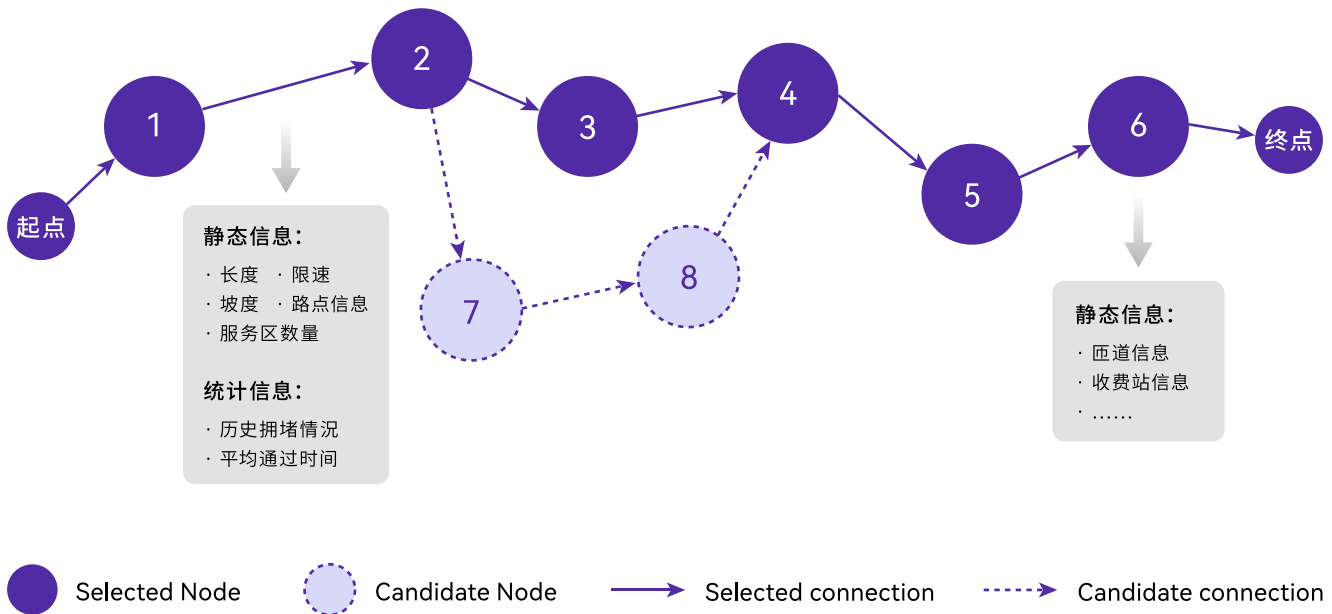 2
4
1
3
6
终点
5
起点
8
7
静态信息：
· 长度 · 限速
· 坡度 · 路点信息
· 服务区数量
统计信息：
· 历史拥堵情况
· 平均通过时间
静态信息：
· 匝道信息
· 收费站信息
· ……
Selected Node
Candidate Node
Selected connection
Candidate connection